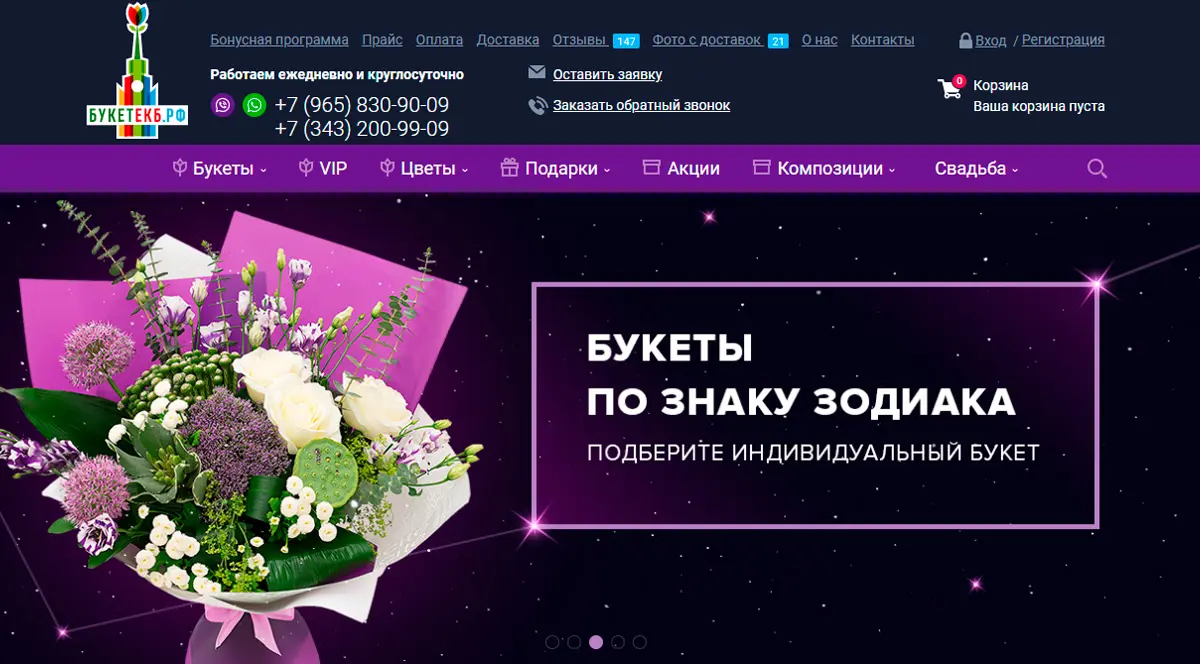 БУКЕТЕКБ.РФ
Бонусная программа Прайс Оплата Доставка Отзывы 147 Фото с доставок 21 О нас Контакты Вход / Регистрация
Работаем ежедневно и круглосуточно
Оставить заявку
+7 (965) 830-90-09
Заказать обратный звонок
+7 (343) 200-99-09
0
Корзина
Ваша корзина пуста
Букеты VIP Цветы Подарки Акции Композиции Свадьба
БУКЕТЫ
ПО ЗНАКУ ЗОДИАКА
ПОДБЕРИТЕ ИНДИВИДУАЛЬНЫЙ БУКЕТ